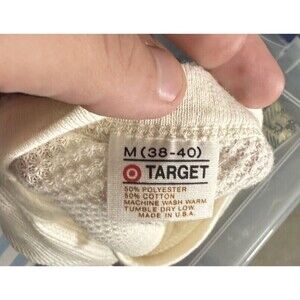 M (38-40)
TARGET
50% POLYESTER
50% COTTON
MACHINE WASH WARM
TUMBLE DRY LOW
MADE IN U.S.A.